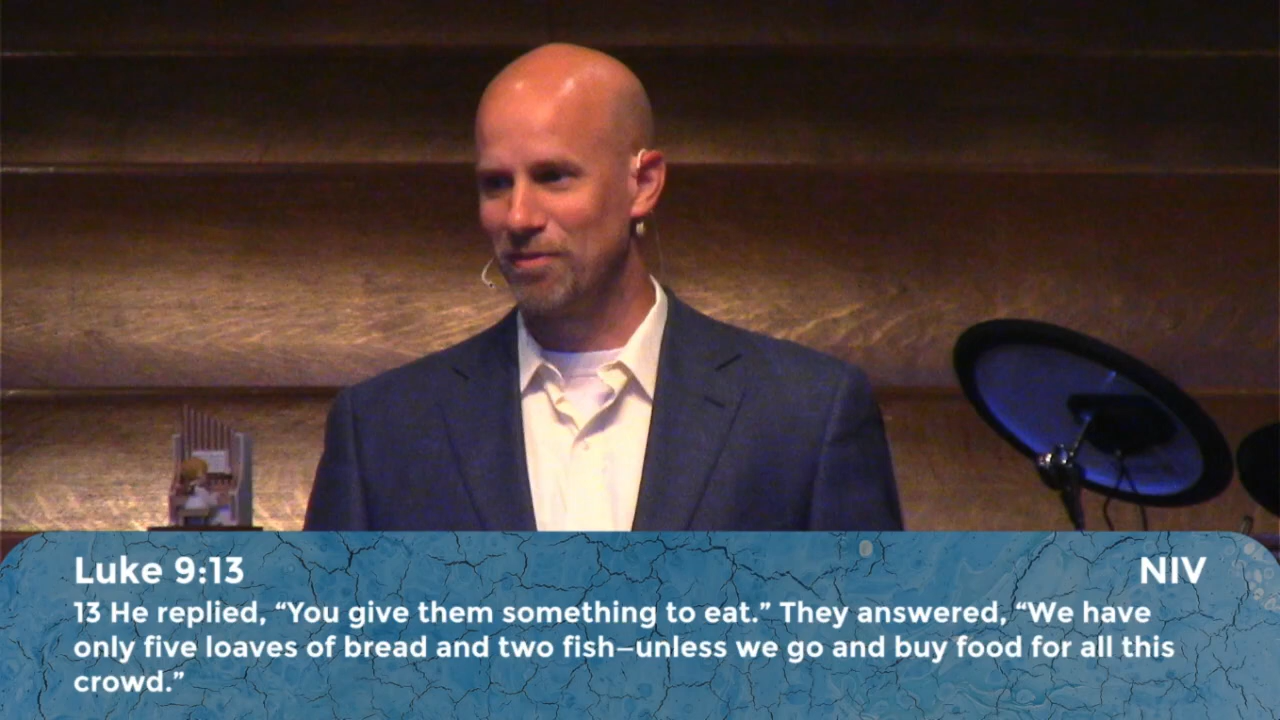 Luke 9:13
NIV
13 He replied, “You give them something to eat.” They answered, “We have
only five loaves of bread and two fish—unless we go and buy food for all this
crowd.”